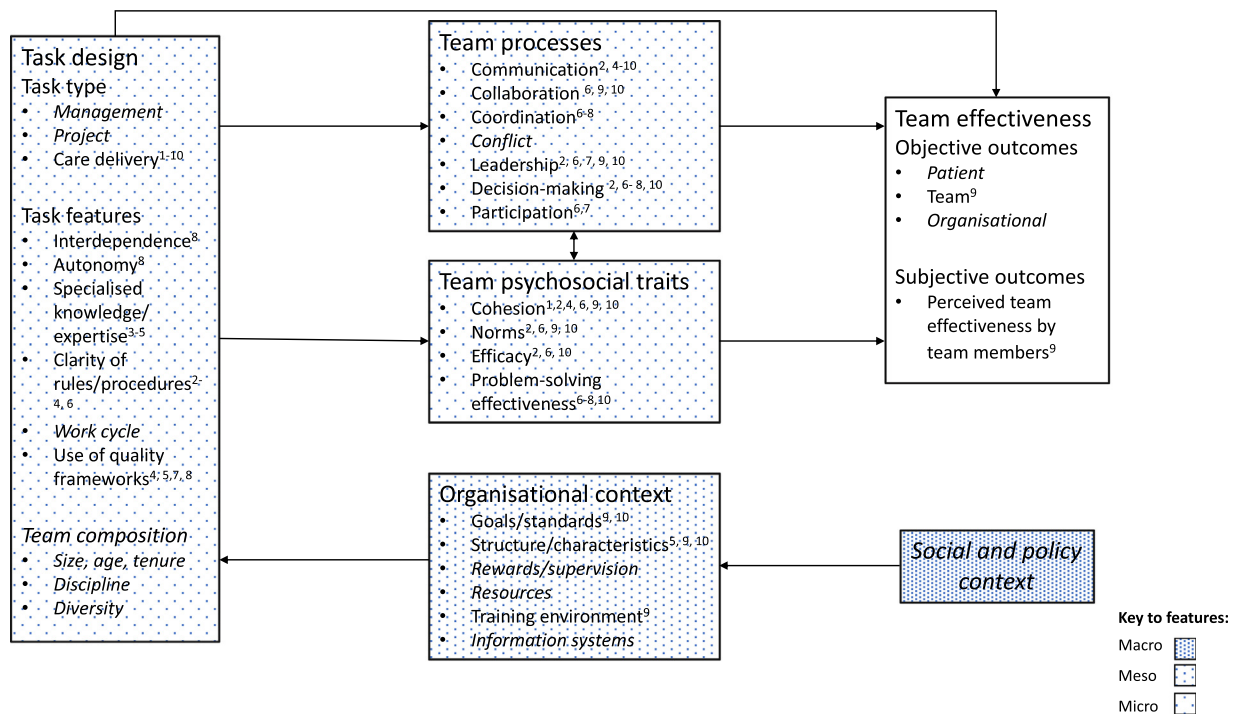 Task design
Task type
• Management
• Project
• Care delivery1-10
Task features
• Interdependence8
• Autonomy8
• Specialised
knowledge/
expertise3-5
• Clarity of
rules/procedures2-
4, 6
• Work cycle
• Use of quality
frameworks4, 5,7, 8
Team composition
• Size, age, tenure
• Discipline
• Diversity
Team processes
• Communication2, 4-10
• Collaboration 6, 9, 10
• Coordination6-8
• Conflict
• Leadership2, 6, 7, 9, 10
• Decision-making 2, 6- 8, 10
• Participation6,7
Team psychosocial traits
• Cohesion1,2,4, 6, 9, 10
• Norms2, 6, 9, 10
• Efficacy2, 6, 10
• Problem-solving
effectiveness6-8,10
Organisational context
• Goals/standards9, 10
• Structure/characteristics5, 9, 10
• Rewards/supervision
• Resources
• Training environment9
• Information systems
Team effectiveness
Objective outcomes
• Patient
• Team9
• Organisational
Subjective outcomes
• Perceived team
effectiveness by
team members9
Social and policy
context
Key to features:
Macro
Meso
Micro